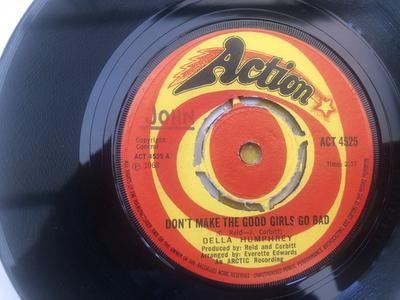 Action
JOHN
Copyright
Control
ACT 4525 A
℗ 1968
ACT 4525
Time: 2.37
DON'T MAKE THE GOOD GIRLS GO BAD
(C. Reid—J. Corbitt)
DELLA HUMPHREY
Produced by: Reid and Corbitt
Arranged by: Everette Edwards
An ARCTIC Recording